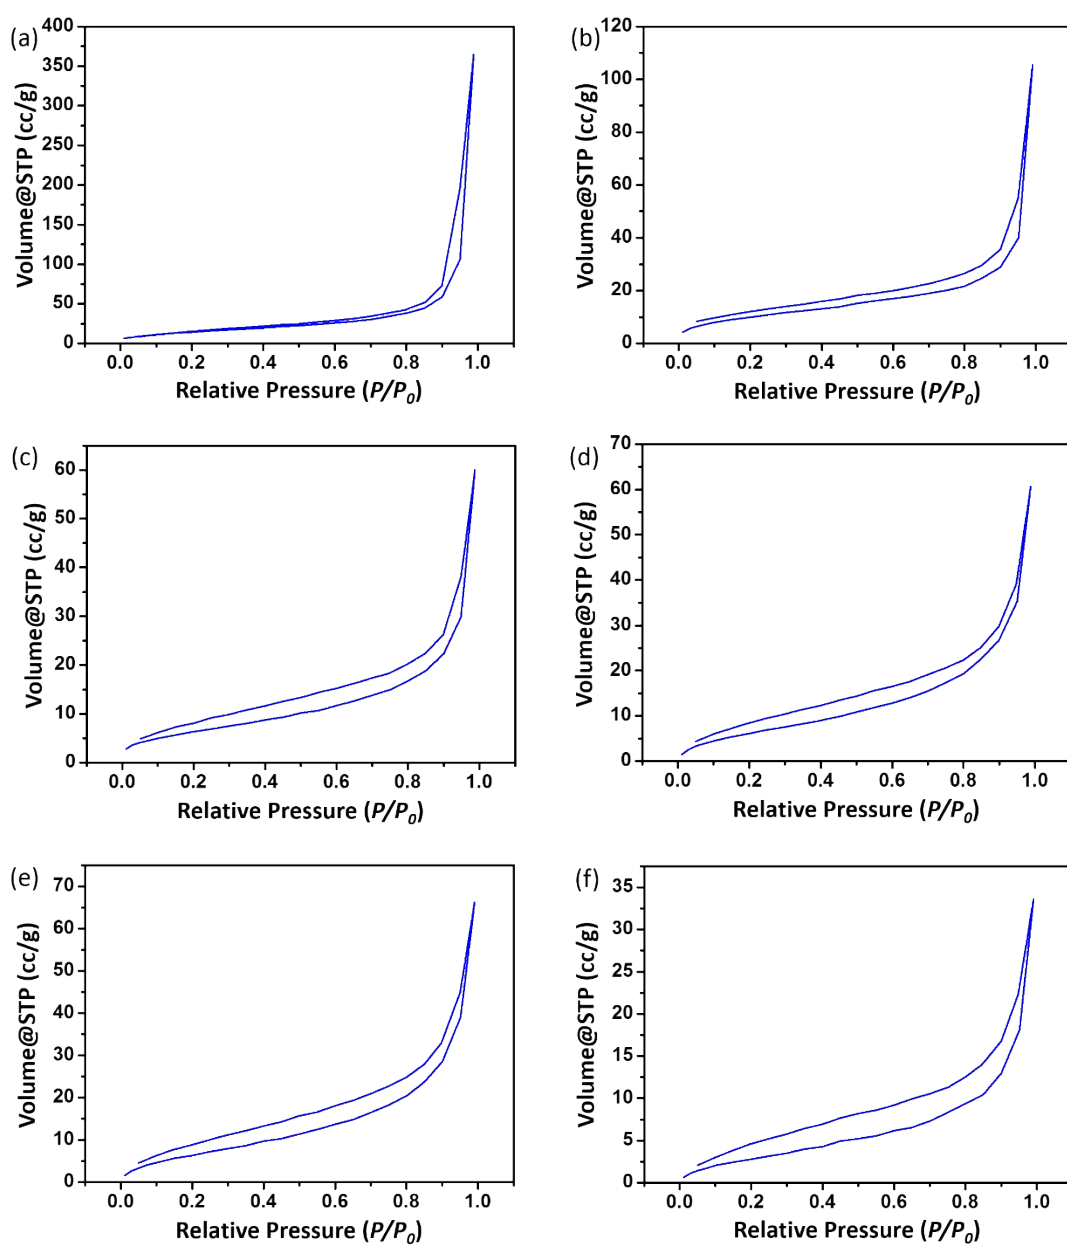 (a)
400
350
300
250
200
150
100
50
0
Volume@STP (cc/g)
0.0 0.2 0.4 0.6 0.8 1.0
Relative Pressure (P/P0)
(b)
120
100
80
60
40
20
0
Volume@STP (cc/g)
0.0 0.2 0.4 0.6 0.8 1.0
Relative Pressure (P/P0)
(c)
60
50
40
30
20
10
0
Volume@STP (cc/g)
0.0 0.2 0.4 0.6 0.8 1.0
Relative Pressure (P/P0)
(d)
70
60
50
40
30
20
10
0
Volume@STP (cc/g)
0.0 0.2 0.4 0.6 0.8 1.0
Relative Pressure (P/P0)
(e)
70
60
50
40
30
20
10
0
Volume@STP (cc/g)
0.0 0.2 0.4 0.6 0.8 1.0
Relative Pressure (P/P0)
(f)
35
30
25
20
15
10
5
0
Volume@STP (cc/g)
0.0 0.2 0.4 0.6 0.8 1.0
Relative Pressure (P/P0)